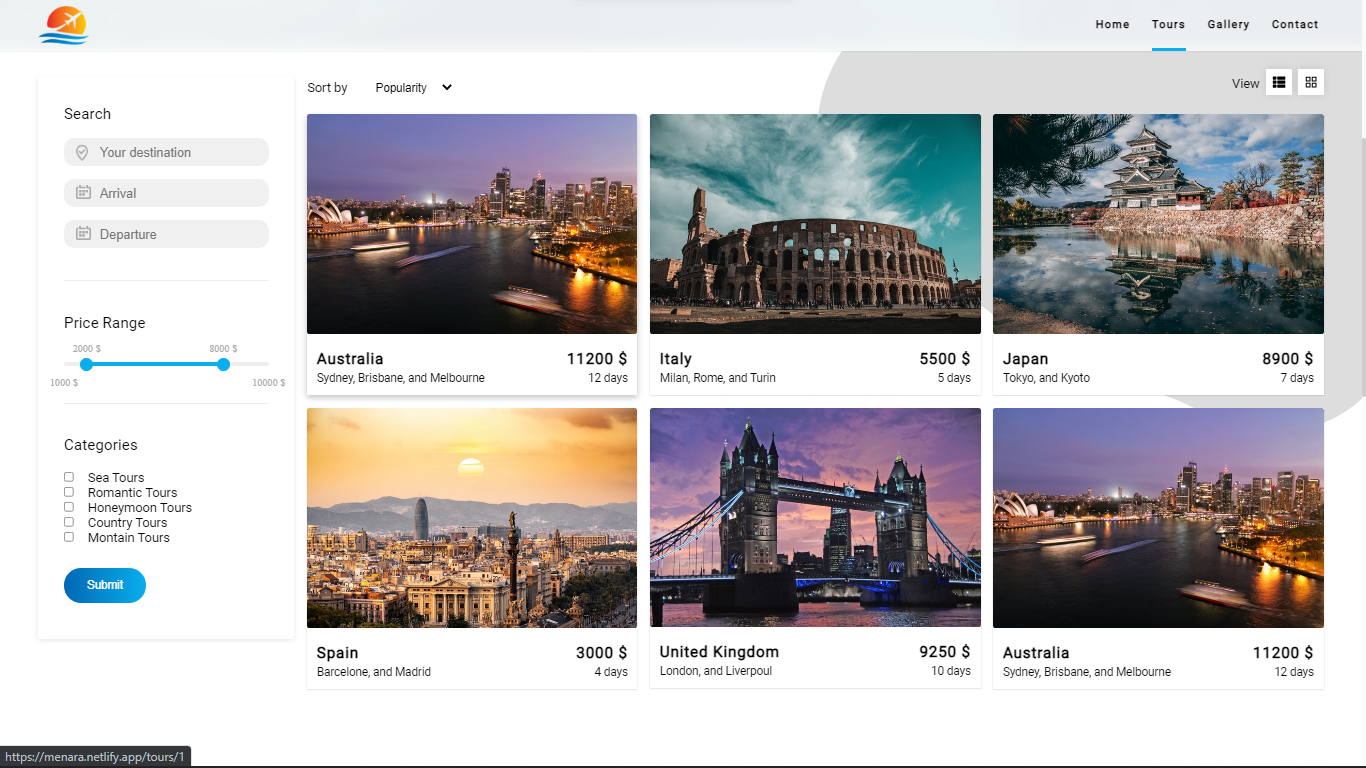 Home Tours Gallery Contact
Search
Your destination
Arrival
Departure
Price Range
2000 $ 8000 $
1000 $ 10000 $
Categories
Sea Tours
Romantic Tours
Honeymoon Tours
Country Tours
Montain Tours
Submit
Sort by Popularity View
Australia 11200 $
Sydney, Brisbane, and Melbourne 12 days
Italy 5500 $
Milan, Rome, and Turin 5 days
Japan 8900 $
Tokyo, and Kyoto 7 days
Spain 3000 $
Barcelone, and Madrid 4 days
United Kingdom 9250 $
London, and Liverpoul 10 days
Australia 11200 $
Sydney, Brisbane, and Melbourne 12 days
https://menara.netlify.app/tours/1